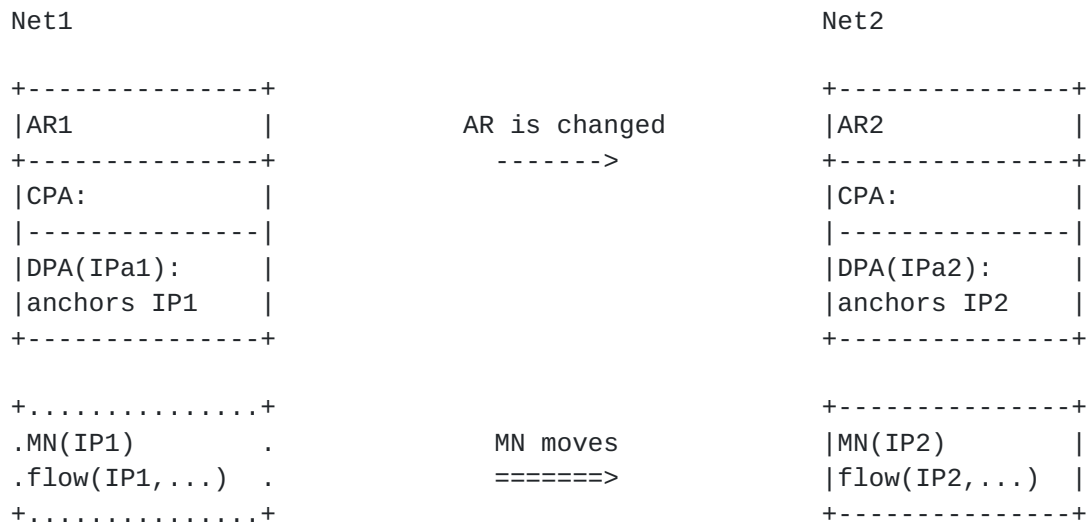 Net1                                                Net2

+---------------+                                   +---------------+
|AR1            |            AR is changed          |AR2            |
+---------------+              ------->             +---------------+
|CPA:           |                                   |CPA:           |
|---------------|                                   |---------------|
|DPA(IPa1):     |                                   |DPA(IPa2):     |
|anchors IP1    |                                   |anchors IP2    |
+---------------+                                   +---------------+

+...............+                                   +---------------+
.MN(IP1)        .              MN moves             |MN(IP2)        |
.flow(IP1,...)  .              =======>             |flow(IP2,...)  |
+...............+                                   +---------------+